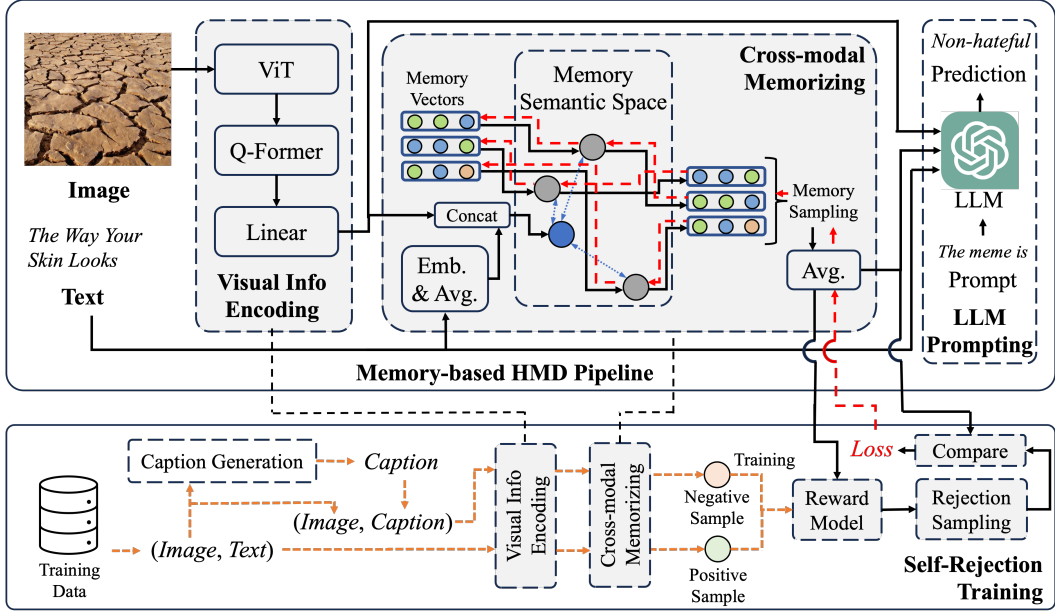 Image
The Way Your
Skin Looks
Text
ViT
Q-Former
Linear
Visual Info
Encoding
Memory
Vectors
Concat
Emb.
& Avg.
Memory
Semantic Space
Cross-modal
Memorizing
Memory
Sampling
Avg.
Non-hateful
Prediction
LLM
The meme is
Prompt
LLM
Prompting
Memory-based HMD Pipeline
Training
Data
Caption Generation
Caption
(Image, Caption)
(Image, Text)
Visual Info
Encoding
Cross-modal
Memorizing
Training
Negative
Sample
Positive
Sample
Reward
Model
Rejection
Sampling
Loss
Compare
Self-Rejection
Training